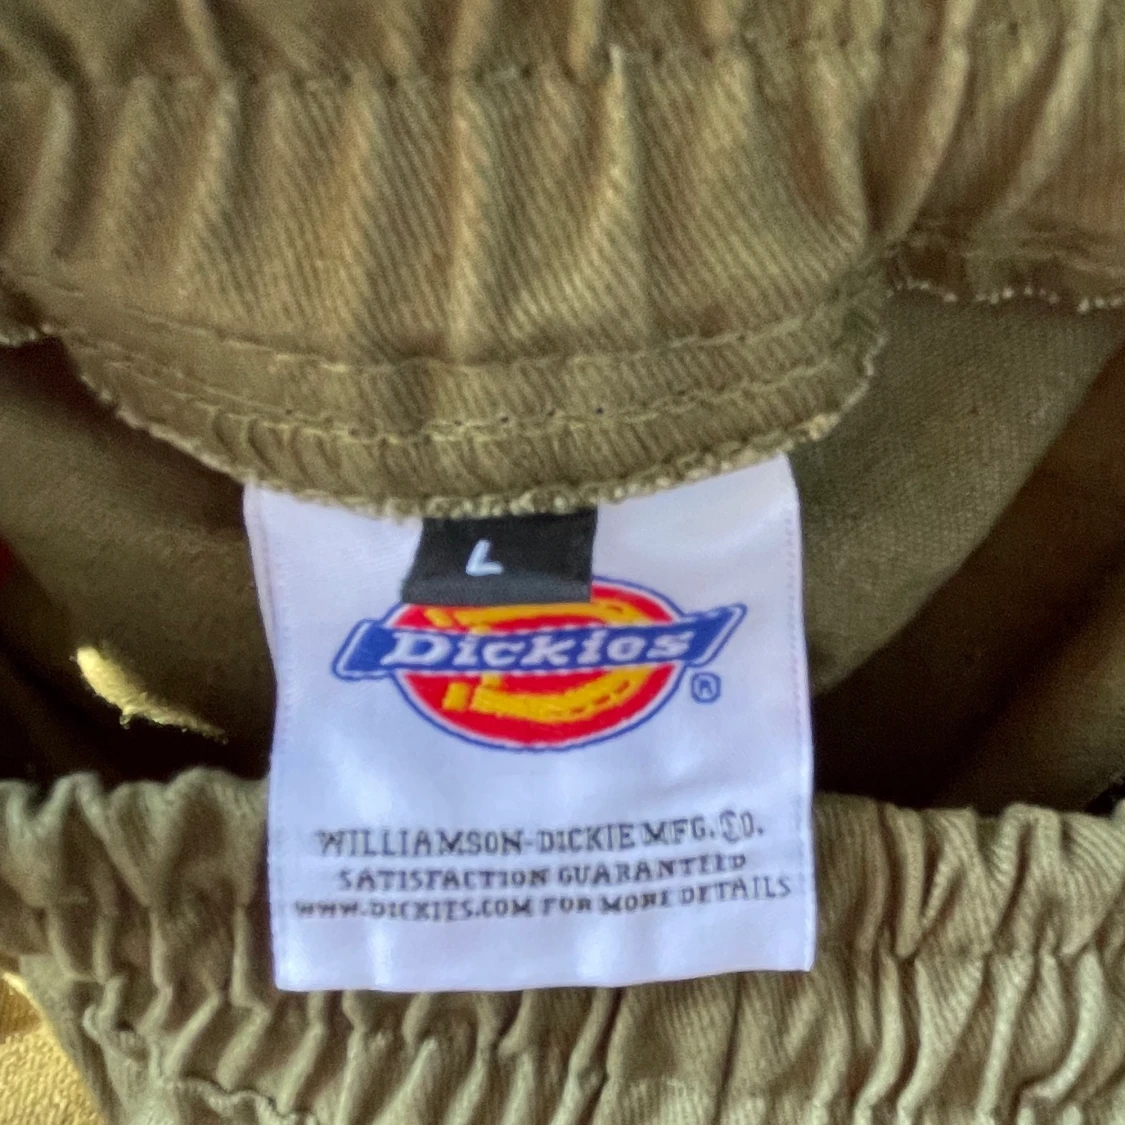 L
Dickies
®
WILLIAMSON-DICKIE MFG. CO.
SATISFACTION GUARANTEED
WWW.DICKIES.COM FOR MORE DETAILS